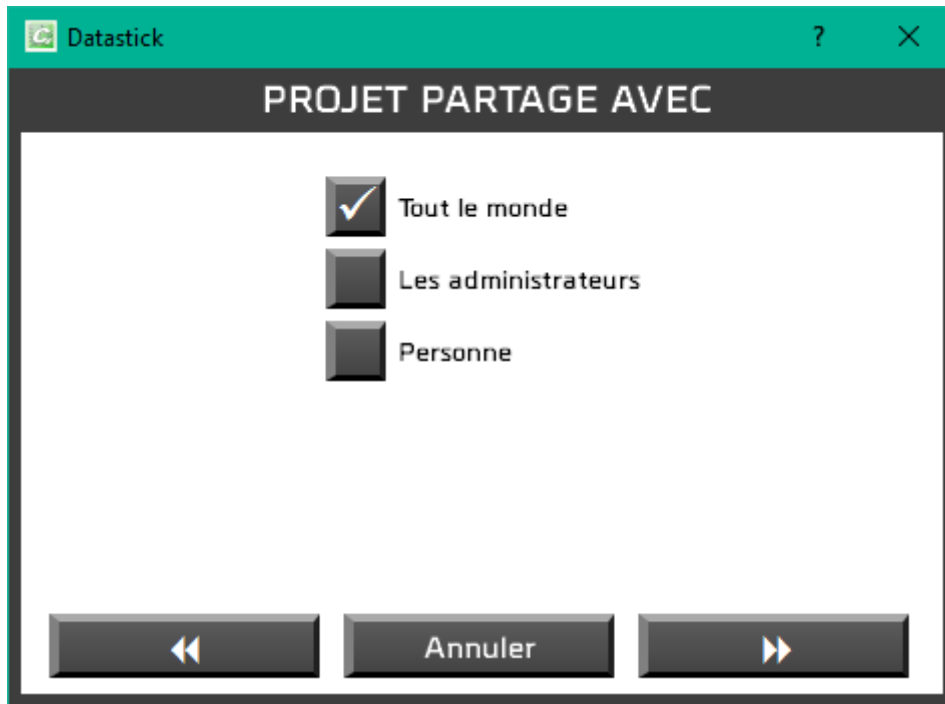 Datastick ?
PROJET PARTAGE AVEC
Tout le monde
Les administrateurs
Personne
Annuler